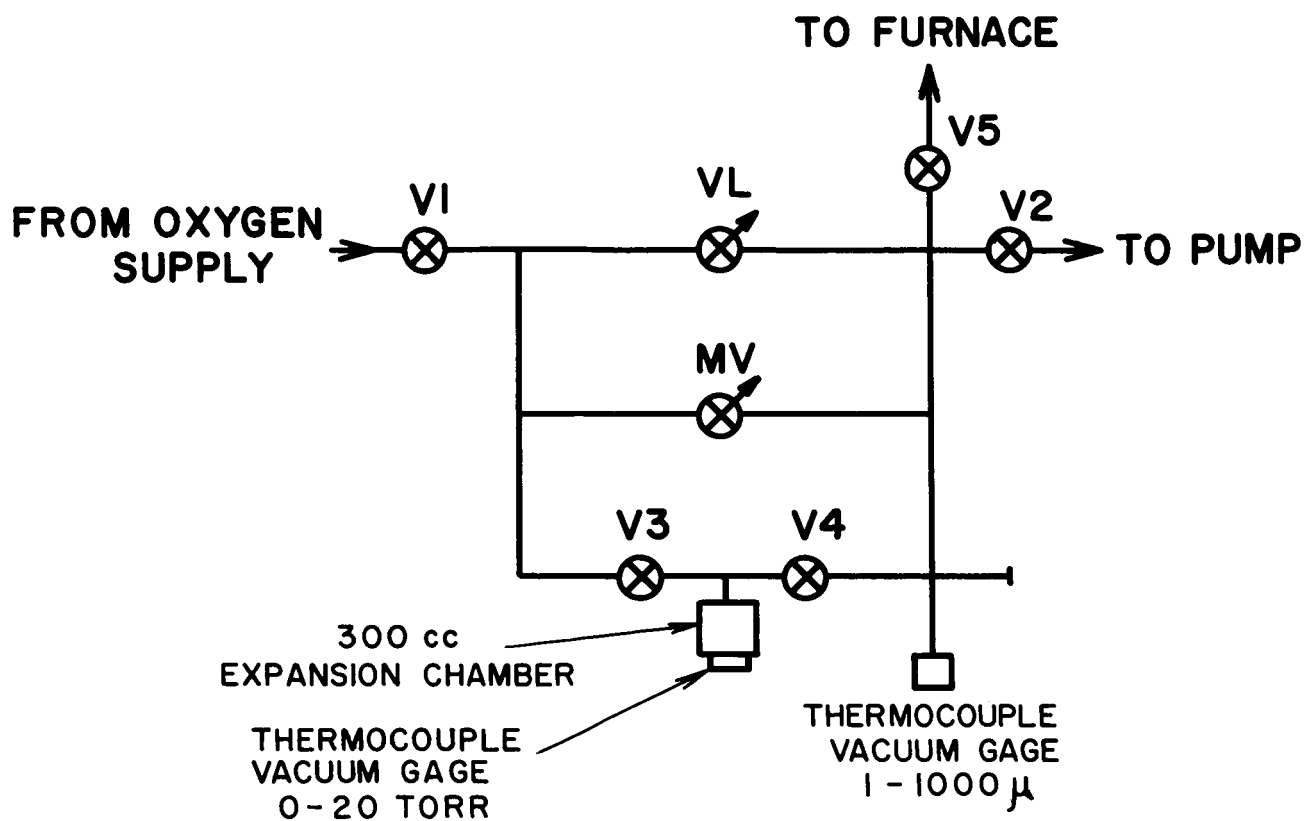 TO FURNACE
V5
V1
VL
V2
FROM OXYGEN
SUPPLY
TO PUMP
MV
V3
V4
300 cc
EXPANSION CHAMBER
THERMOCOUPLE
VACUUM GAGE
0-20 TORR
THERMOCOUPLE
VACUUM GAGE
1-1000 μ